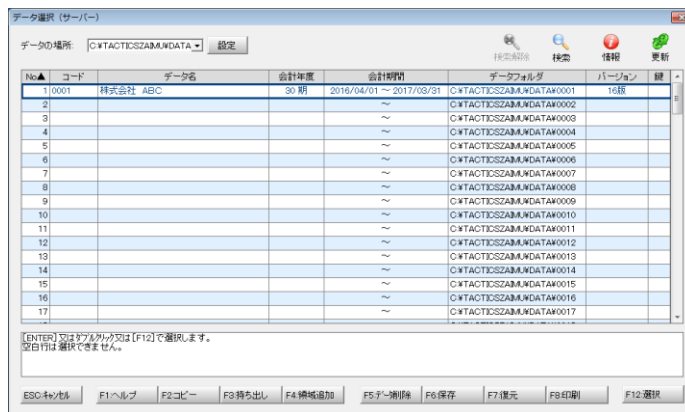 データ選択（サーバー）
データの場所: C:¥TACTICSZAIMU¥DATA 設定 検索解除 検索 情報 更新
No▲ コード データ名 会計年度 会計期間 データフォルダ バージョン 鍵
1 0001 株式会社 ABC 30 期 2016/04/01 ～ 2017/03/31 C:¥TACTICSZAIMU¥DATA¥0001 16版
2 ～ C:¥TACTICSZAIMU¥DATA¥0002
3 ～ C:¥TACTICSZAIMU¥DATA¥0003
4 ～ C:¥TACTICSZAIMU¥DATA¥0004
5 ～ C:¥TACTICSZAIMU¥DATA¥0005
6 ～ C:¥TACTICSZAIMU¥DATA¥0006
7 ～ C:¥TACTICSZAIMU¥DATA¥0007
8 ～ C:¥TACTICSZAIMU¥DATA¥0008
9 ～ C:¥TACTICSZAIMU¥DATA¥0009
10 ～ C:¥TACTICSZAIMU¥DATA¥0010
11 ～ C:¥TACTICSZAIMU¥DATA¥0011
12 ～ C:¥TACTICSZAIMU¥DATA¥0012
13 ～ C:¥TACTICSZAIMU¥DATA¥0013
14 ～ C:¥TACTICSZAIMU¥DATA¥0014
15 ～ C:¥TACTICSZAIMU¥DATA¥0015
16 ～ C:¥TACTICSZAIMU¥DATA¥0016
17 ～ C:¥TACTICSZAIMU¥DATA¥0017
[ENTER]又はダブルクリック又は[F12]で選択します。
空白行は選択できません。
ESC:キャンセル F1:ヘルプ F2:コピー F3:持ち出し F4:領域追加 F5:データ削除 F6:保存 F7:復元 F8:印刷 F12:選択